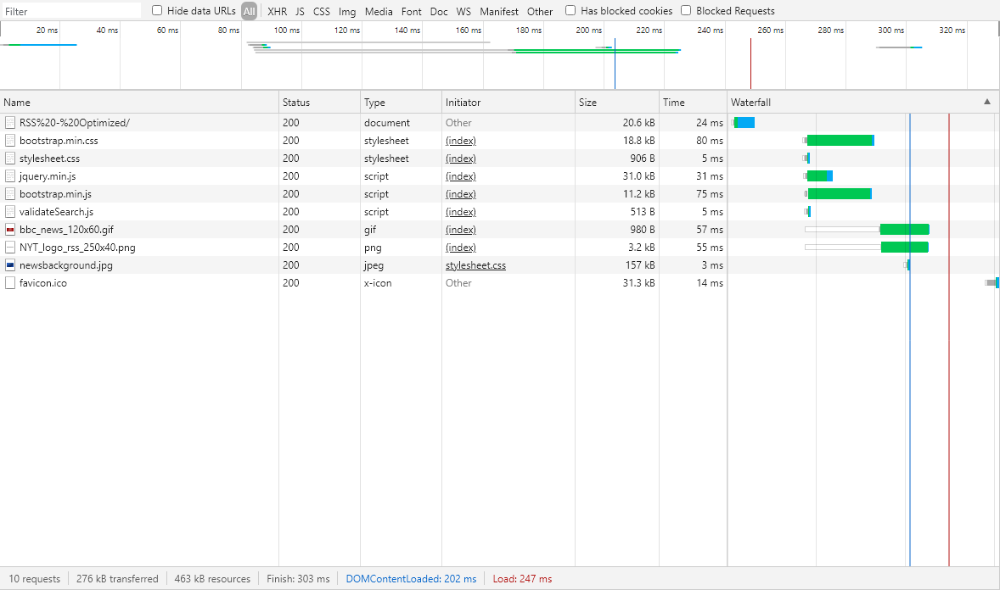 Filter Hide data URLs All XHR JS CSS Img Media Font Doc WS Manifest Other Has blocked cookies Blocked Requests
20 ms 40 ms 60 ms 80 ms 100 ms 120 ms 140 ms 160 ms 180 ms 200 ms 220 ms 240 ms 260 ms 280 ms 300 ms 320 ms
Name Status Type Initiator Size Time Waterfall
RSS%20-%20Optimized/ 200 document Other 20.6 kB 24 ms
bootstrap.min.css 200 stylesheet (index) 18.8 kB 80 ms
stylesheet.css 200 stylesheet (index) 906 B 5 ms
jquery.min.js 200 script (index) 31.0 kB 31 ms
bootstrap.min.js 200 script (index) 11.2 kB 75 ms
validateSearch.js 200 script (index) 513 B 5 ms
bbc_news_120x60.gif 200 gif (index) 980 B 57 ms
NYT_logo_rss_250x40.png 200 png (index) 3.2 kB 55 ms
newsbackground.jpg 200 jpeg stylesheet.css 157 kB 3 ms
favicon.ico 200 x-icon Other 31.3 kB 14 ms
10 requests 276 kB transferred 463 kB resources Finish: 303 ms DOMContentLoaded: 202 ms Load: 247 ms